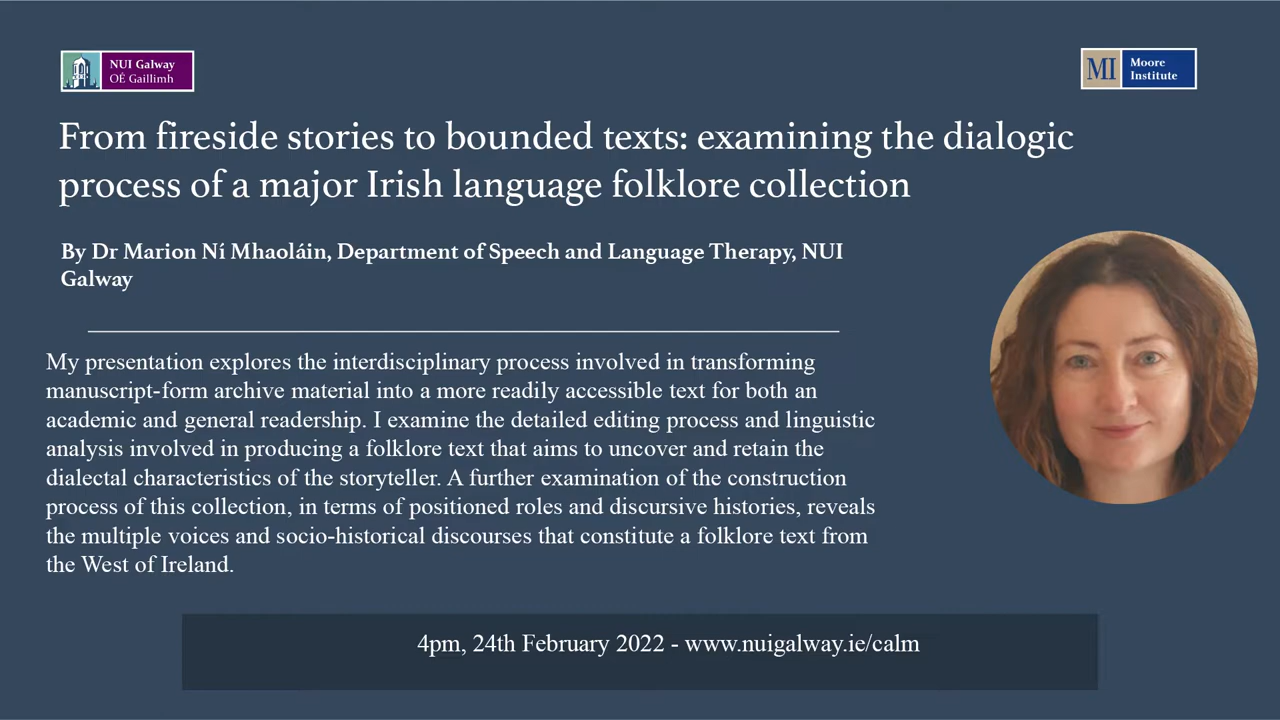 NUI Galway
OÉ Gaillimh
MI
Moore
Institute
From fireside stories to bounded texts: examining the dialogic
process of a major Irish language folklore collection
By Dr Marion Ní Mhaoláin, Department of Speech and Language Therapy, NUI
Galway
My presentation explores the interdisciplinary process involved in transforming
manuscript-form archive material into a more readily accessible text for both an
academic and general readership. I examine the detailed editing process and linguistic
analysis involved in producing a folklore text that aims to uncover and retain the
dialectal characteristics of the storyteller. A further examination of the construction
process of this collection, in terms of positioned roles and discursive histories, reveals
the multiple voices and socio-historical discourses that constitute a folklore text from
the West of Ireland.
4pm, 24th February 2022 - www.nuigalway.ie/calm